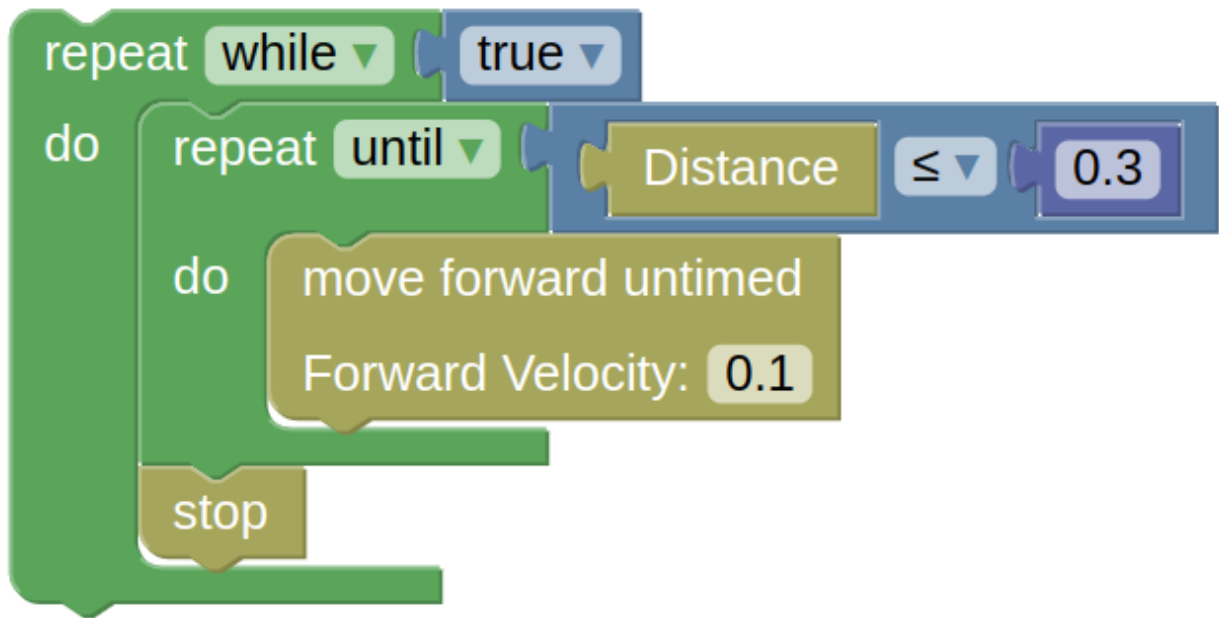 repeat while ▼ true ▼
do repeat until ▼ Distance ≤ ▼ 0.3
do move forward untimed
Forward Velocity: 0.1
stop